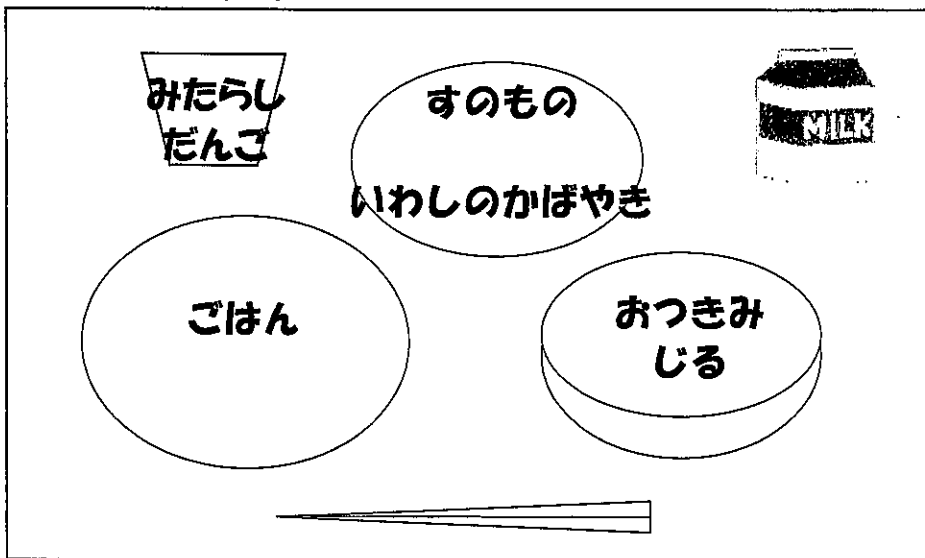 みたらし
だんご
すのもの
いわしのかばやき
MILK
ごはん
おつきみ
じる